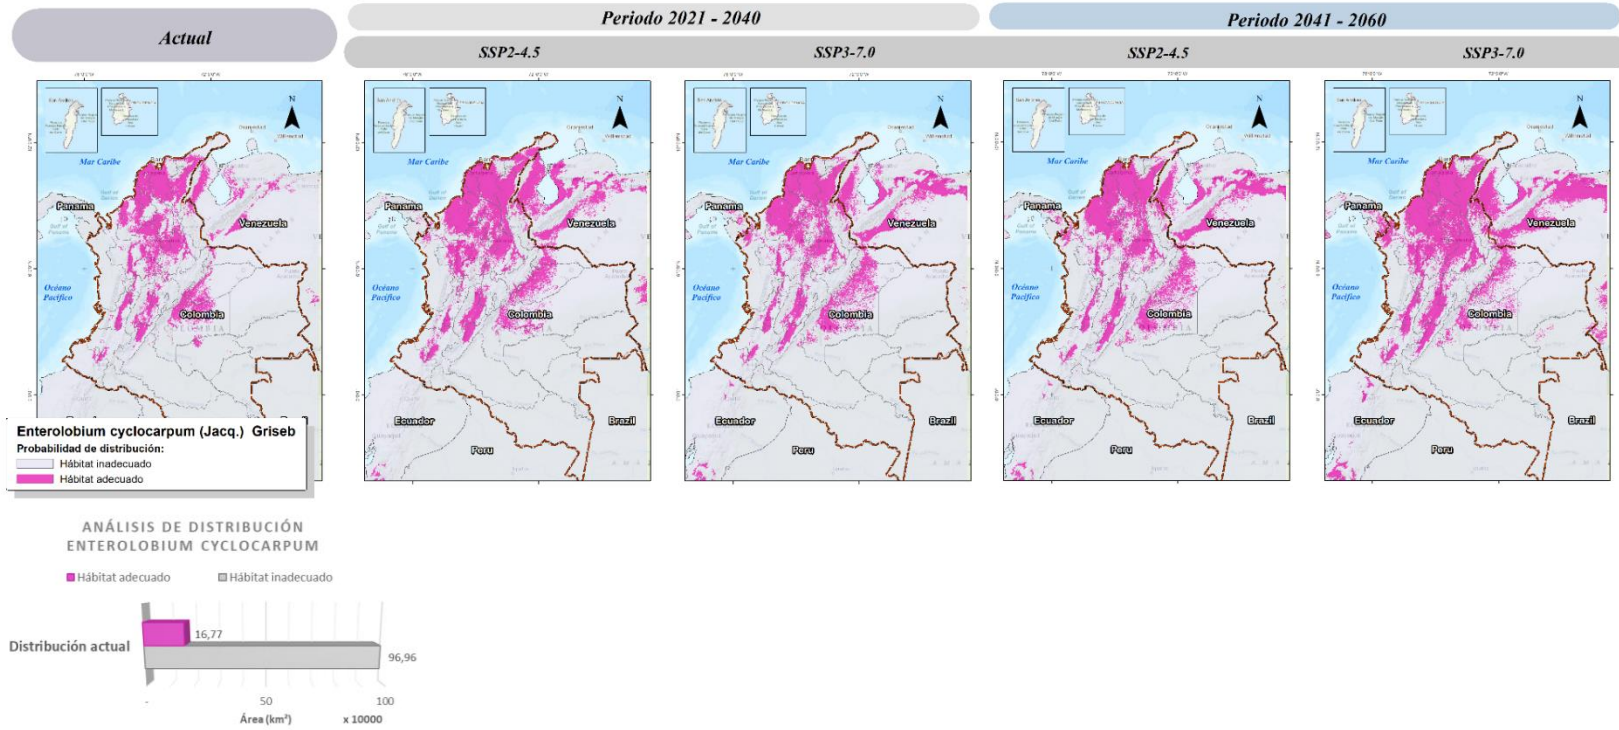 Actual
Periodo 2021 - 2040
Periodo 2041 - 2060
SSP2-4.5
SSP3-7.0
SSP2-4.5
SSP3-7.0
N
Mar Caribe
Panama
Venezuela
Océano
Pacífico
Colombia
N
Mar Caribe
Panama
Venezuela
Océano
Pacífico
Colombia
Ecuador
Brazil
Peru
N
Mar Caribe
Panama
Venezuela
Océano
Pacífico
Colombia
Ecuador
Brazil
Peru
N
Mar Caribe
Panama
Venezuela
Océano
Pacífico
Colombia
Ecuador
Brazil
Peru
N
Mar Caribe
Panama
Venezuela
Océano
Pacífico
Colombia
Ecuador
Brazil
Peru
Enterolobium cyclocarpum (Jacq.) Griseb
Probabilidad de distribución:
Hábitat inadecuado
Hábitat adecuado
ANÁLISIS DE DISTRIBUCIÓN
ENTEROLOBIUM CYCLOCARPUM
Hábitat adecuado Hábitat inadecuado
Distribución actual
16,77
96,96
- 50 100
Área (km²) x 10000